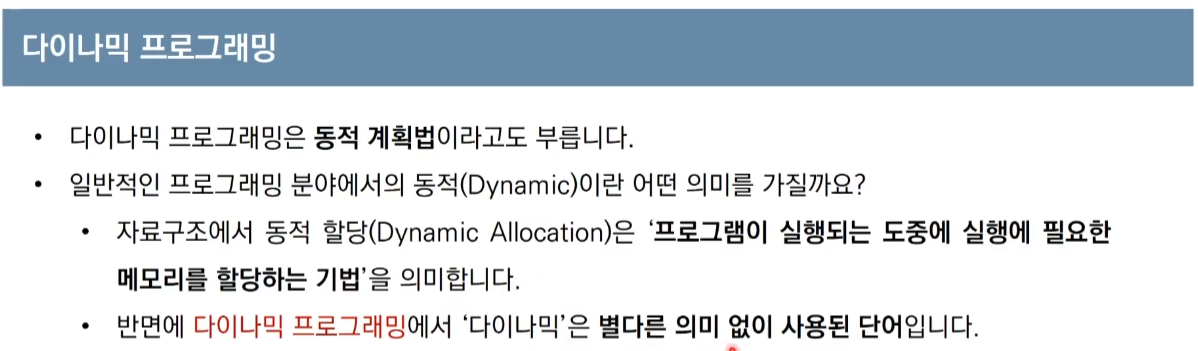 다이나믹 프로그래밍
• 다이나믹 프로그래밍은 동적 계획법이라고도 부릅니다.
• 일반적인 프로그래밍 분야에서의 동적(Dynamic)이란 어떤 의미를 가질까요?
• 자료구조에서 동적 할당(Dynamic Allocation)은 ‘프로그램이 실행되는 도중에 실행에 필요한
메모리를 할당하는 기법’을 의미합니다.
• 반면에 다이나믹 프로그래밍에서 ‘다이나믹’은 별다른 의미 없이 사용된 단어입니다.